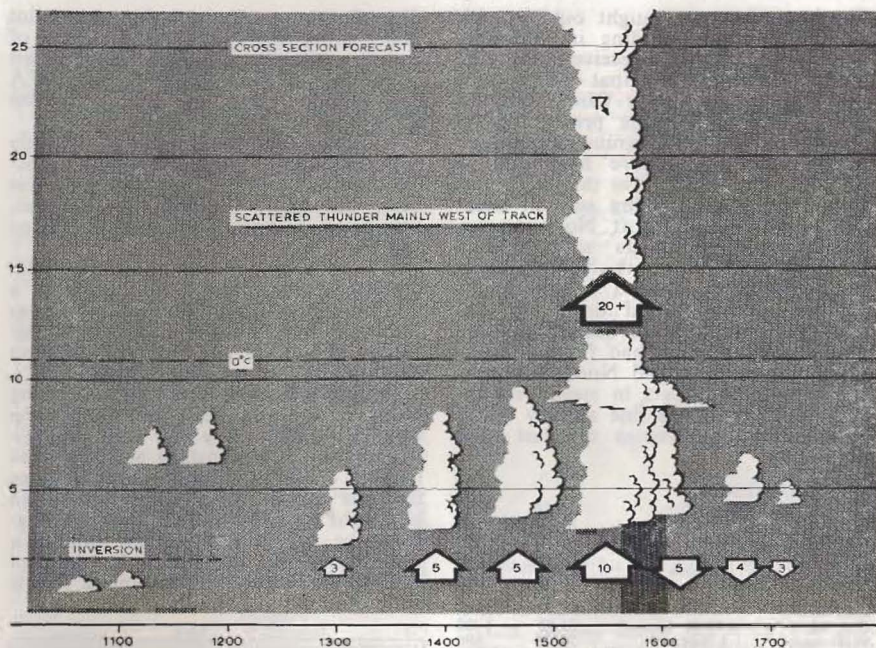 25
CROSS SECTION FORECAST
20
SCATTERED THUNDER MAINLY WEST OF TRACK
15
20+
0°C
10
5
INVERSION
3 5 5 10 5 4 3
1100 1200 1300 1400 1500 1600 1700